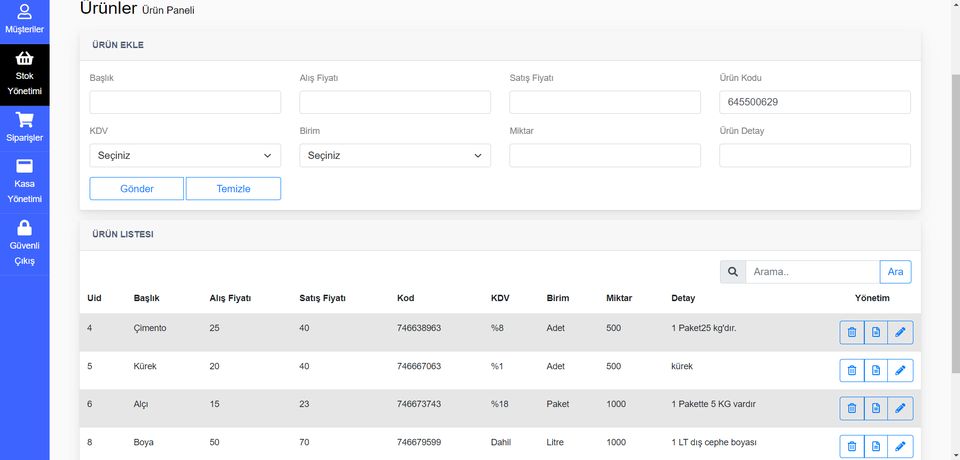 Müşteriler
Stok
Yönetimi
Siparişler
Kasa
Yönetimi
Güvenli
Çıkış
Ürünler Ürün Paneli
ÜRÜN EKLE
Başlık Alış Fiyatı Satış Fiyatı Ürün Kodu
645500629
KDV Birim Miktar Ürün Detay
Seçiniz Seçiniz
Gönder Temizle
ÜRÜN LISTESI
Arama.. Ara
Uid Başlık Alış Fiyatı Satış Fiyatı Kod KDV Birim Miktar Detay Yönetim
4 Çimento 25 40 746638963 %8 Adet 500 1 Paket25 kg'dır.
5 Kürek 20 40 746667063 %1 Adet 500 kürek
6 Alçı 15 23 746673743 %18 Paket 1000 1 Pakette 5 KG vardır
8 Boya 50 70 746679599 Dahil Litre 1000 1 LT dış cephe boyası